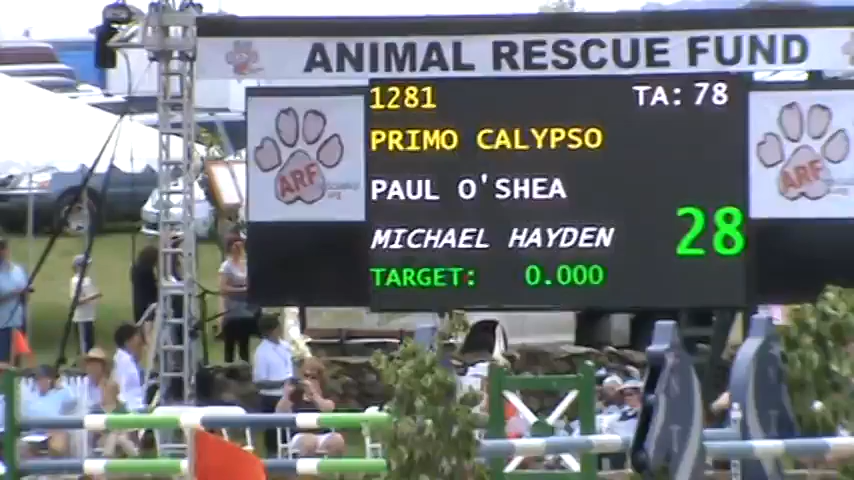 ANIMAL RESCUE FUND
1281 TA: 78
PRIMO CALYPSO
PAUL O'SHEA
MICHAEL HAYDEN 28
TARGET: 0.000
ARF
ARF